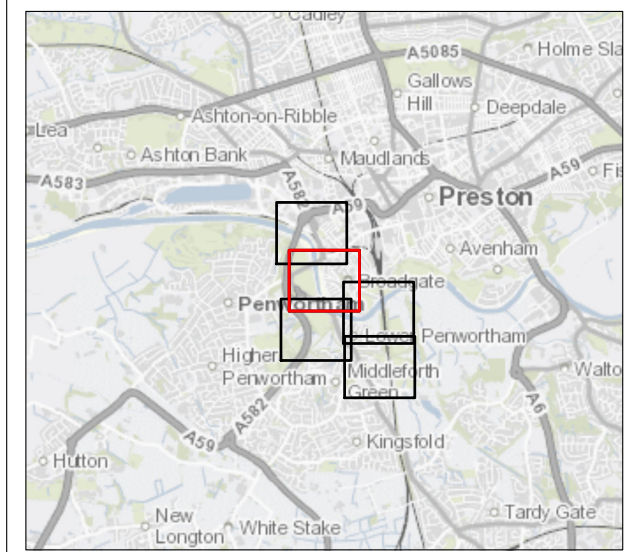 Cadley
A5085
Holme Sla
Gallows
Hill
Deepdale
Ashton-on-Ribble
Lea
Ashton Bank
Maudlands
A59
Fi
A583
A58
A59
Preston
Avenham
Broadgate
Penwortham
Lower Penwortham
Higher
Penwortham
Middleforth
Green
Walto
A582
A6
A59
Kingsfold
Hutton
New
Longton
White Stake
Tardy Gate